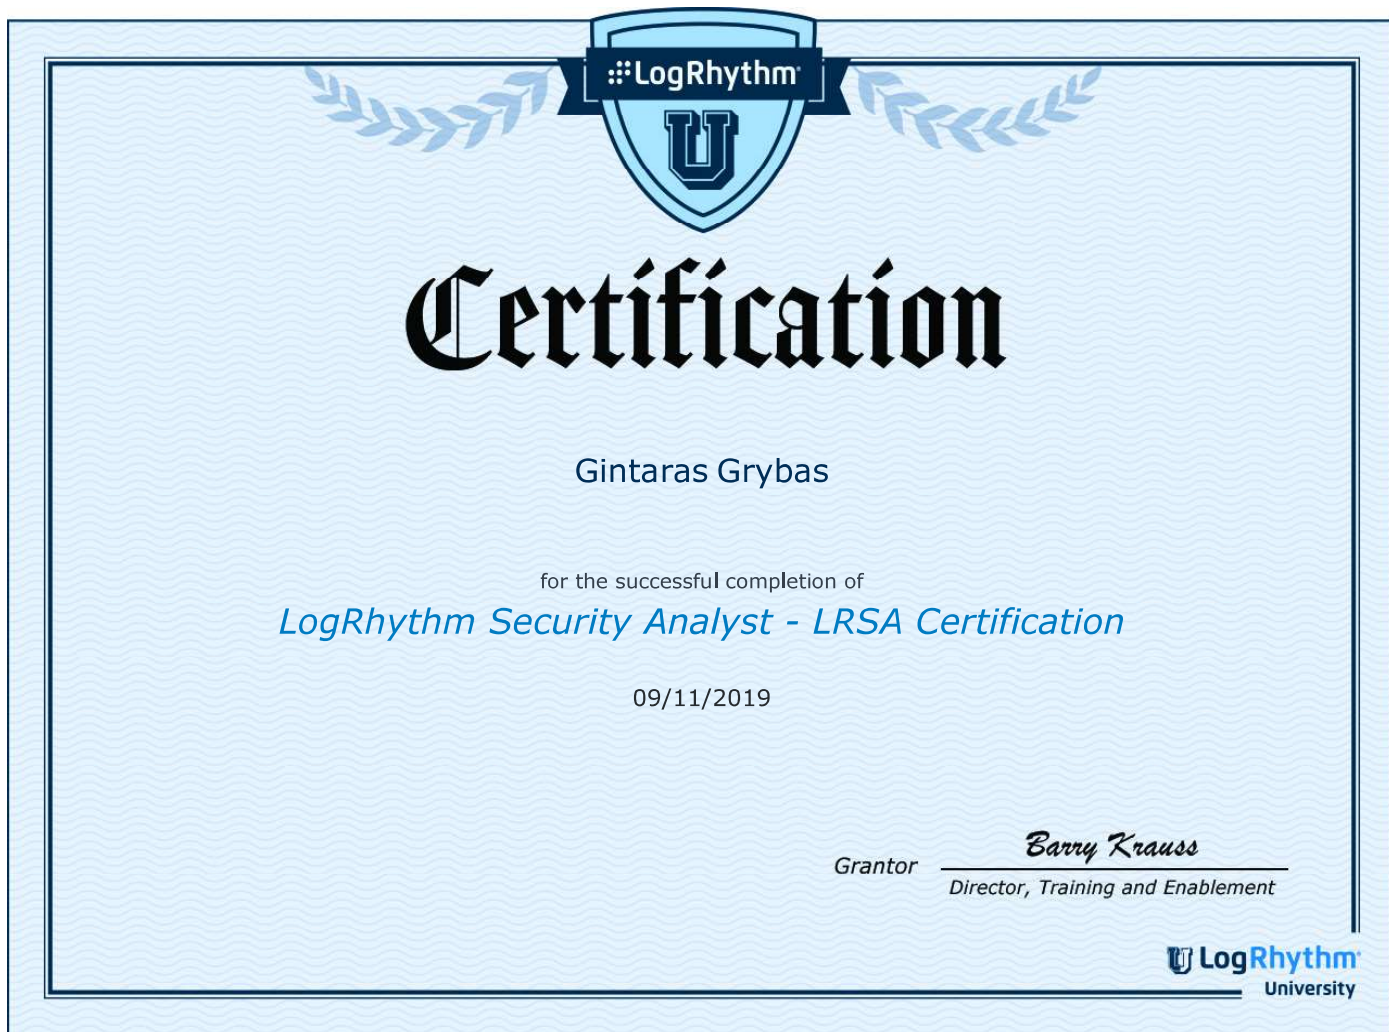 LogRhythm
U
Certification
Gintaras Grybas
for the successful completion of
LogRhythm Security Analyst - LRSA Certification
09/11/2019
Barry Krauss
Grantor
Director, Training and Enablement
U LogRhythm
University